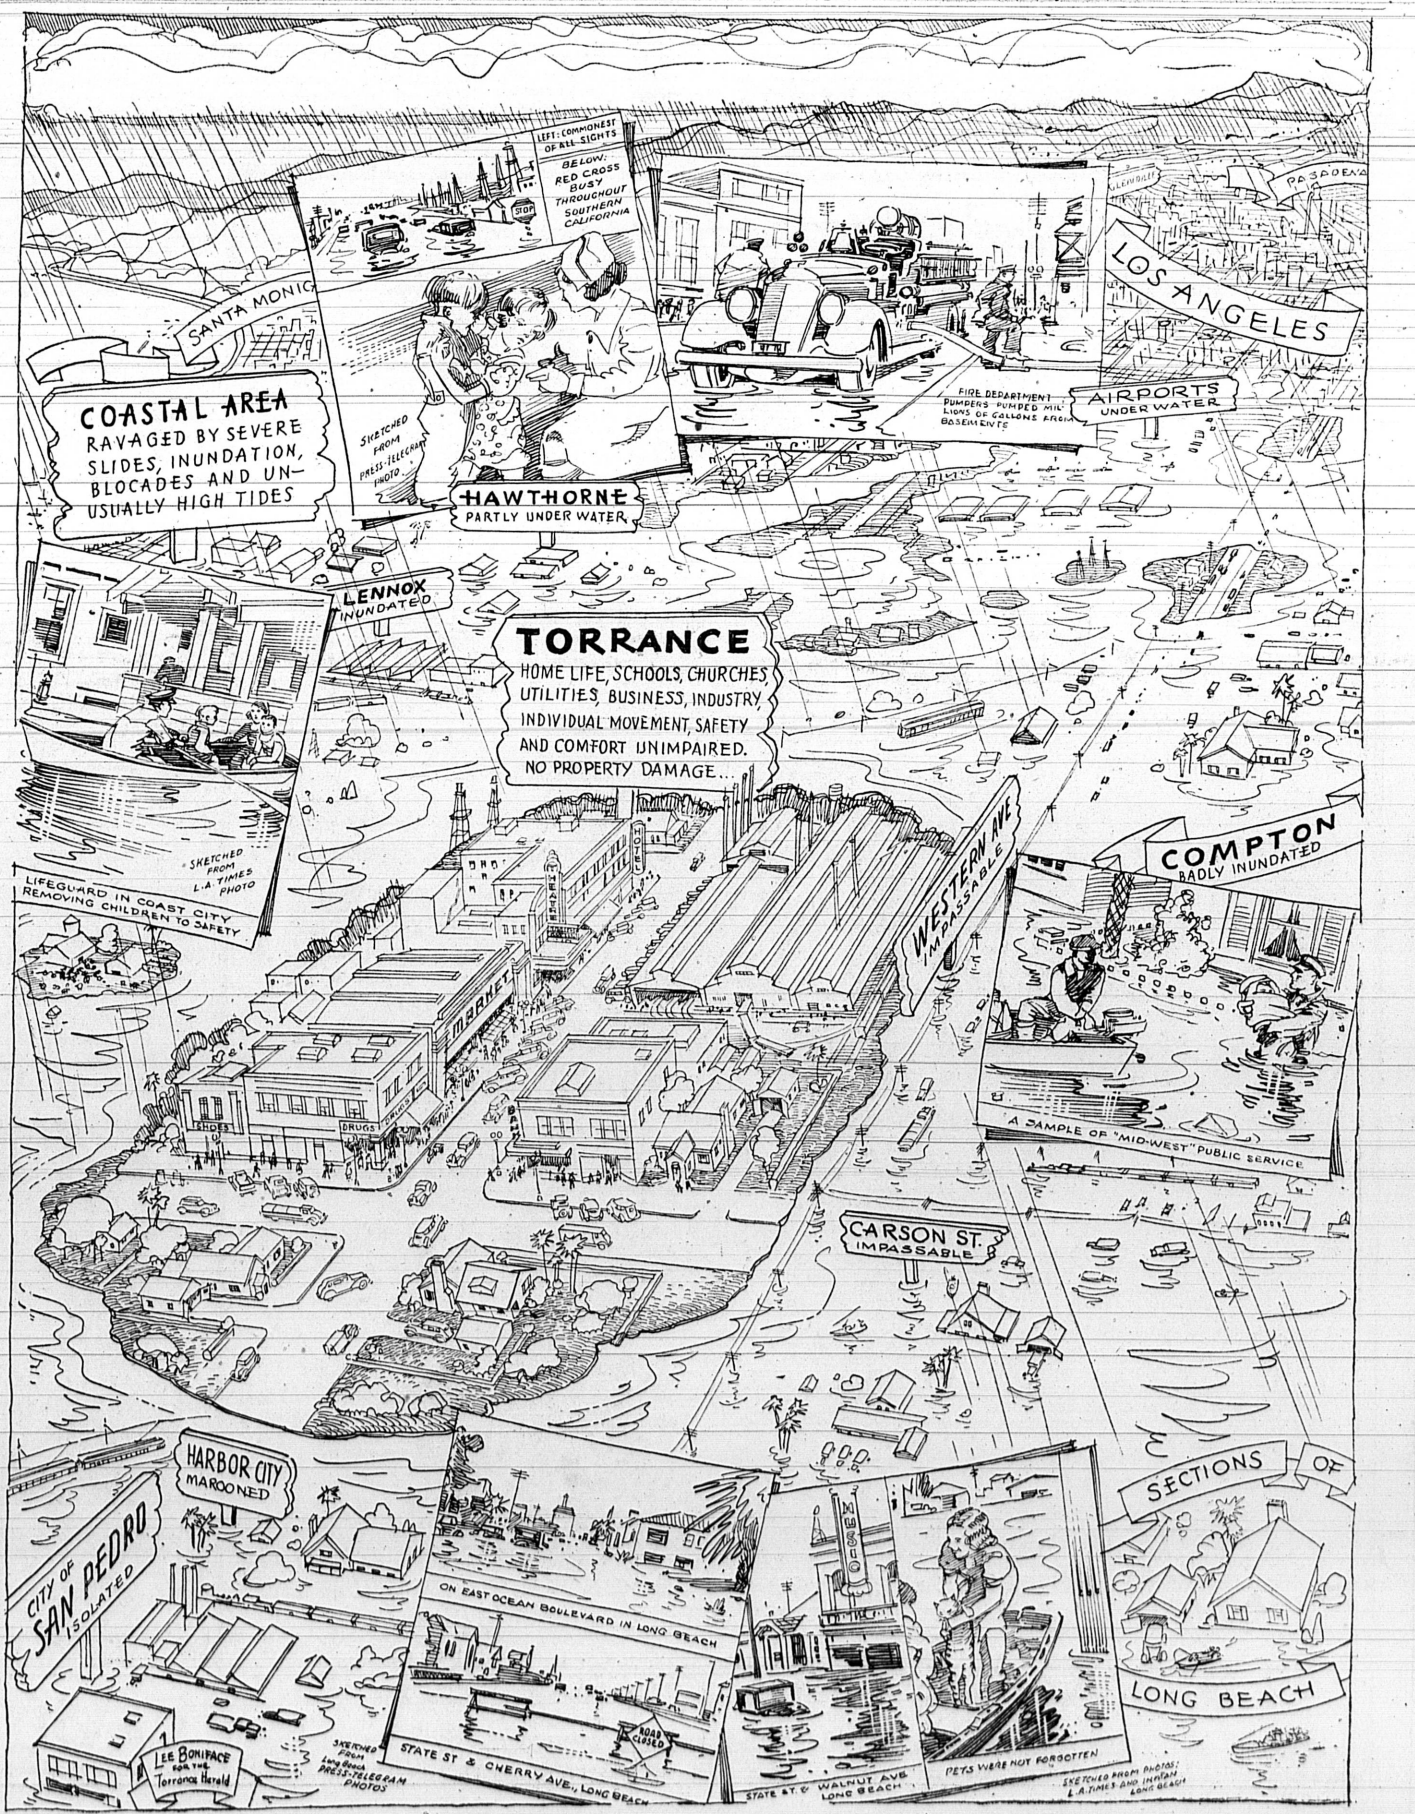 LEFT: COMMONEST
OF ALL SIGHTS
BELOW:
RED CROSS
BUSY
THROUGHOUT
SOUTHERN
CALIFORNIA
STOP
GLENDALE
PASADENA
LOS ANGELES
SANTA MONIC
SKETCHED
FROM
PRESS-TELEGRAM
PHOTO
FIRE DEPARTMENT
PUMPERS PUMPED MIL-
LIONS OF GALLONS FROM
BASEMENTS
AIRPORTS
UNDER WATER
COASTAL AREA
RAVAGED BY SEVERE
SLIDES, INUNDATION,
BLOCADES AND UN-
USUALLY HIGH TIDES
HAWTHORNE
PARTLY UNDER WATER
LENNOX
INUNDATED
TORRANCE
HOME LIFE, SCHOOLS, CHURCHES,
UTILITIES, BUSINESS, INDUSTRY,
INDIVIDUAL MOVEMENT, SAFETY
AND COMFORT UNIMPAIRED.
NO PROPERTY DAMAGE...
SKETCHED
FROM
L.A. TIMES
PHOTO
LIFEGUARD IN COAST CITY
REMOVING CHILDREN TO SAFETY
HOTEL
THEATER
MARKET
SHOES
DRUGS
DRUGS
BANK
WESTERN AVE
IMPASSABLE
COMPTON
BADLY INUNDATED
A SAMPLE OF "MID-WEST" PUBLIC SERVICE
CARSON ST.
IMPASSABLE
HARBOR CITY
MAROONED
CITY OF
SAN PEDRO
ISOLATED
ON EAST OCEAN BOULEVARD IN LONG BEACH
ROAD
CLOSED
STATE ST & CHERRY AVE., LONG BEACH
MUSIC
STATE ST. & WALNUT AVE
LONG BEACH
PETS WERE NOT FORGOTTEN
SECTIONS OF
LONG BEACH
LEE BONIFACE
FOR THE
Torrance Herald
SKETCHED
FROM
Long Beach
PRESS-TELEGRAM
PHOTOS
SKETCHED FROM PHOTOS:
L.A. TIMES AND
LONG BEACH